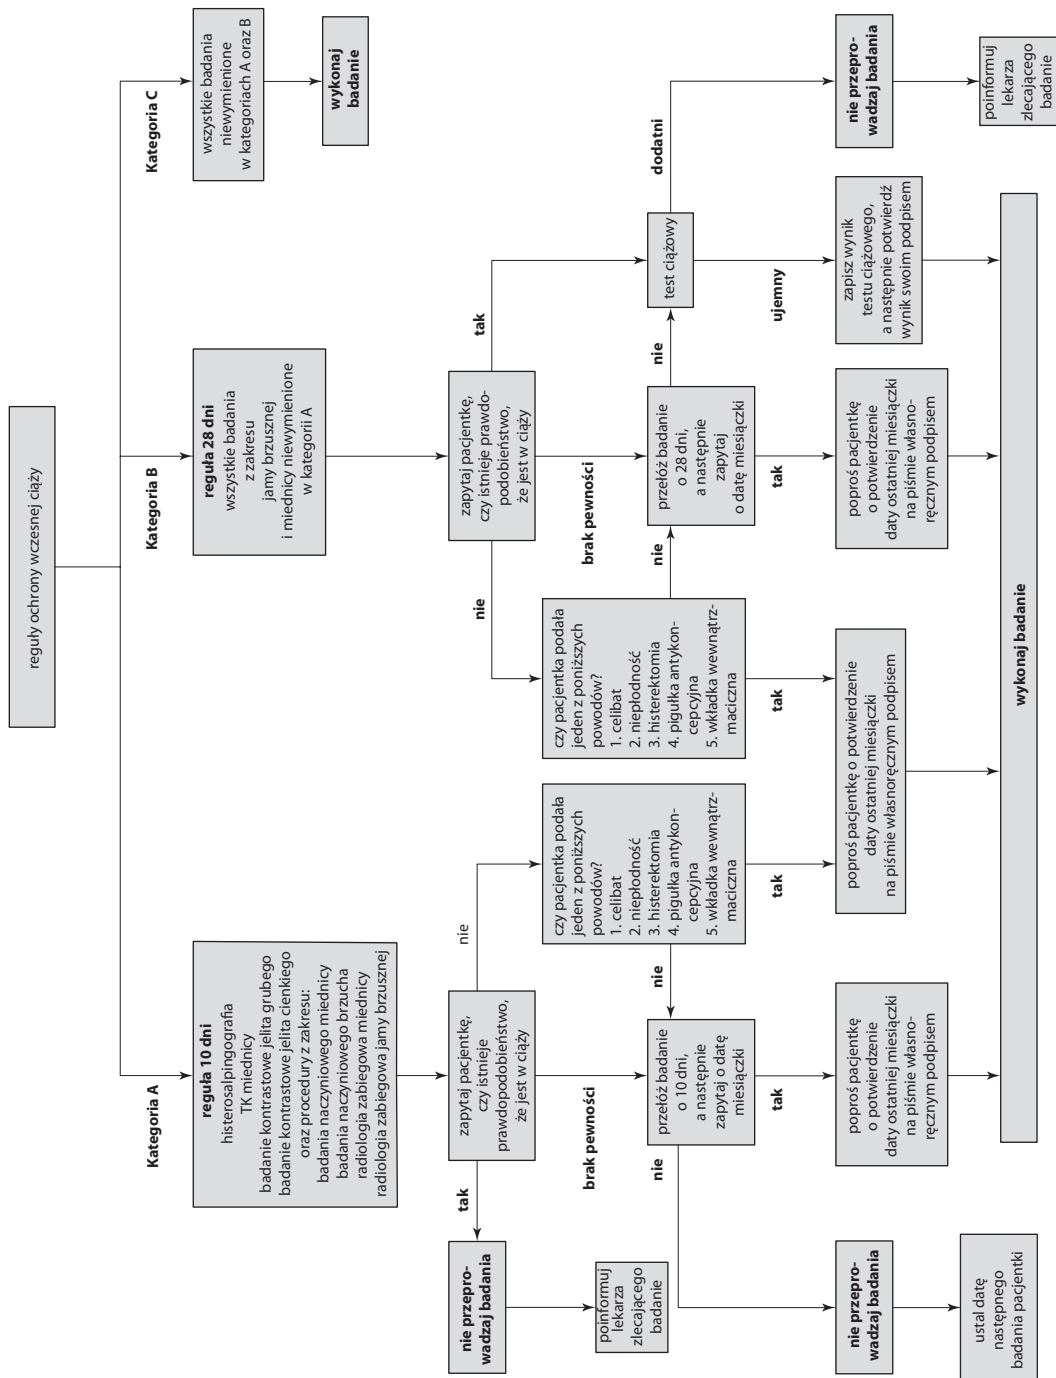 reguły ochrony wczesnej ciąży
Kategoria A
reguła 10 dni
histerosalpingografia
TK miednicy
badanie kontrastowe jelita grubego
badanie kontrastowe jelita cienkiego
oraz procedury z zakresu:
badania naczyniowego miednicy
badania naczyniowego brzucha
radiologia zabiegowa miednicy
radiologia zabiegowa jamy brzusznej
zapytaj pacjentkę,
czy istnieje
prawdopodobieństwo,
że jest w ciąży
tak
nie przepro-
wadzaj badania
poinformuj
lekarza
zlecającego
badanie
brak pewności
nie
czy pacjentka podała
jeden z poniższych
powodów?
1. celibat
2. niepłodność
3. histerektomia
4. pigułka antykon-
cepcyjna
5. wkładka wewnątrz-
maciczna
nie
tak
przełóż badanie
o 10 dni,
a następnie
zapytaj o datę
miesiączki
nie
nie przepro-
wadzaj badania
ustal datę
następnego
badania pacjentki
tak
poproś pacjentkę
o potwierdzenie
daty ostatniej miesiączki
na piśmie własno-
ręcznym podpisem
Kategoria B
reguła 28 dni
wszystkie badania
z zakresu
jamy brzusznej
i miednicy niewymienione
w kategorii A
zapytaj pacjentkę,
czy istnieje prawdo-
podobieństwo,
że jest w ciąży
nie
czy pacjentka podała
jeden z poniższych
powodów?
1. celibat
2. niepłodność
3. histerektomia
4. pigułka antykon-
cepcyjna
5. wkładka wewnątrz-
maciczna
tak
poproś pacjentkę o potwierdzenie
daty ostatniej miesiączki
na piśmie własnoręcznym podpisem
nie
brak pewności
przełóż badanie
o 28 dni,
a następnie
zapytaj
o datę miesiączki
tak
poproś pacjentkę
o potwierdzenie
daty ostatniej miesiączki
na piśmie własno-
ręcznym podpisem
nie
tak
test ciążowy
ujemny
zapisz wynik
testu ciążowego,
a następnie potwierdź
wynik swoim podpisem
dodatni
nie przepro-
wadzaj badania
poinformuj
lekarza
zlecającego
badanie
wykonaj badanie
Kategoria C
wszystkie badania
niewymienione
w kategoriach A oraz B
wykonaj
badanie